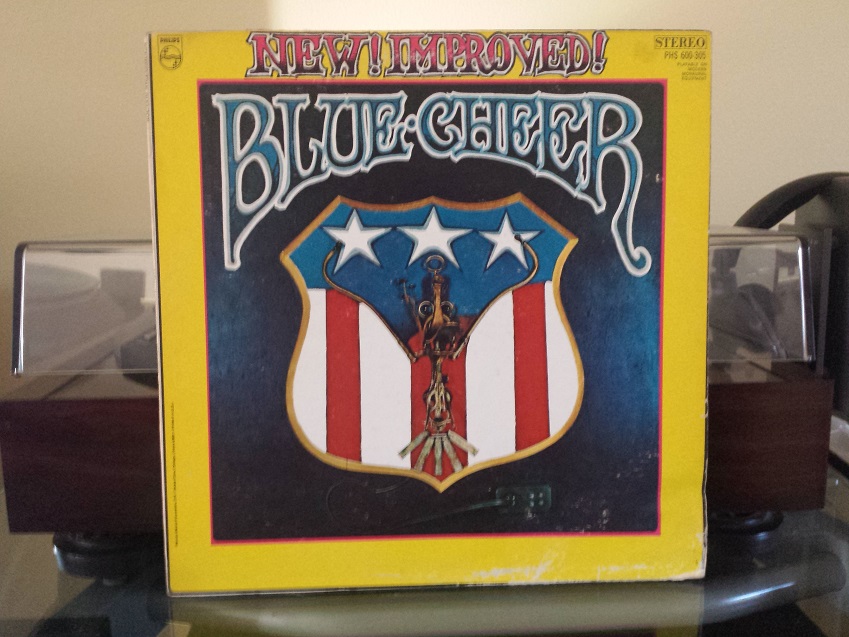 PHILIPS
NEW! IMPROVED!
STEREO
PHS 600-305
BLUE·CHEER